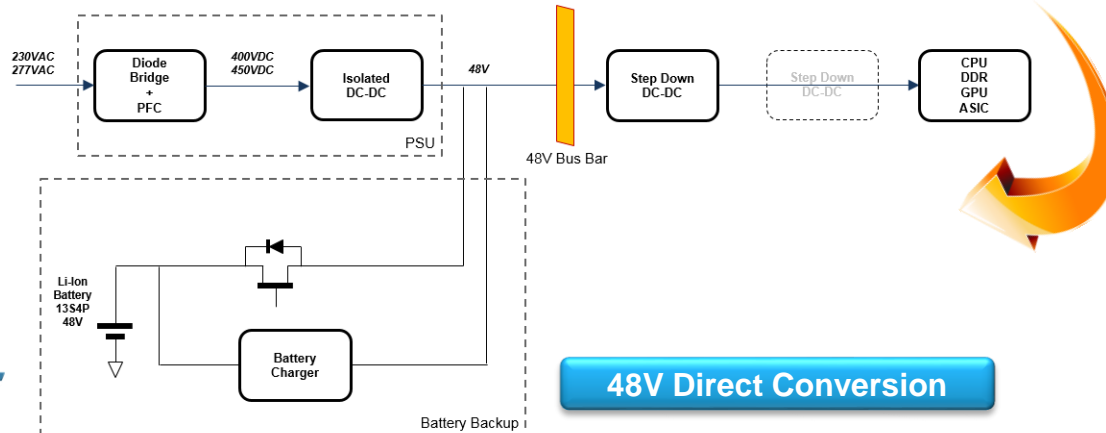 230VAC
277VAC
Diode
Bridge
+
PFC
400VDC
450VDC
Isolated
DC-DC
PSU
48V
48V Bus Bar
Step Down
DC-DC
Step Down
DC-DC
CPU
DDR
GPU
ASIC
Li-Ion
Battery
13S4P
48V
Battery
Charger
Battery Backup
48V Direct Conversion